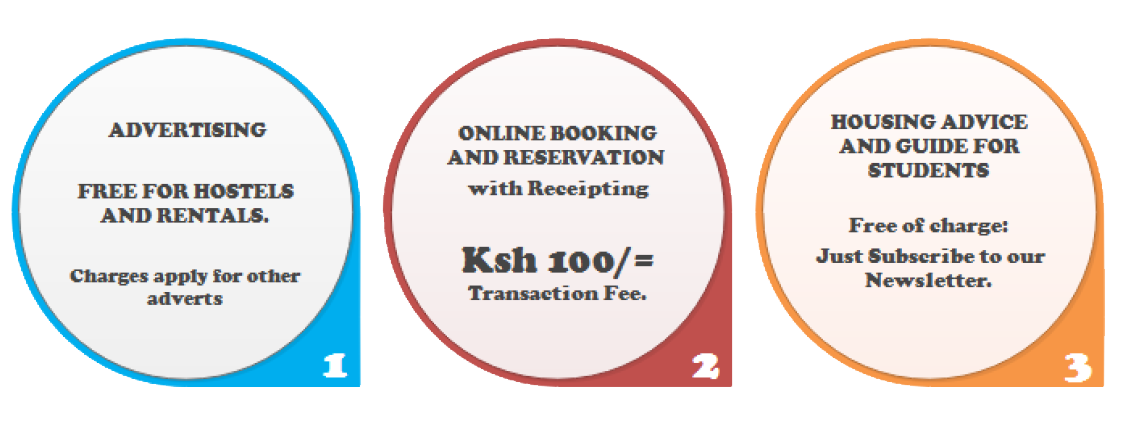 ADVERTISING
FREE FOR HOSTELS
AND RENTALS.
Charges apply for other
adverts
1
ONLINE BOOKING
AND RESERVATION
with Receipting
Ksh 100/=
Transaction Fee.
2
HOUSING ADVICE
AND GUIDE FOR
STUDENTS
Free of charge:
Just Subscribe to our
Newsletter.
3